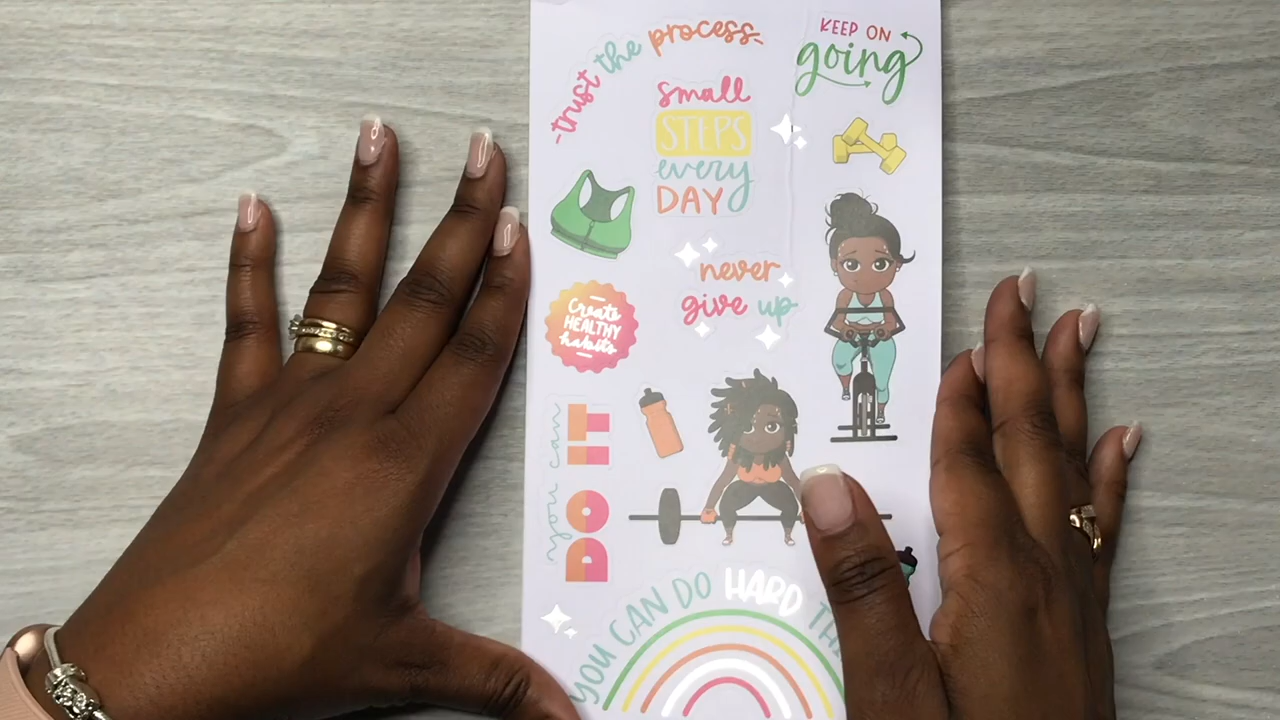 trust the process
KEEP ON
going
small
STEPS
every
DAY
never
give up
Create
HEALTHY
habits
you can
DO IT
YOU CAN DO HARD